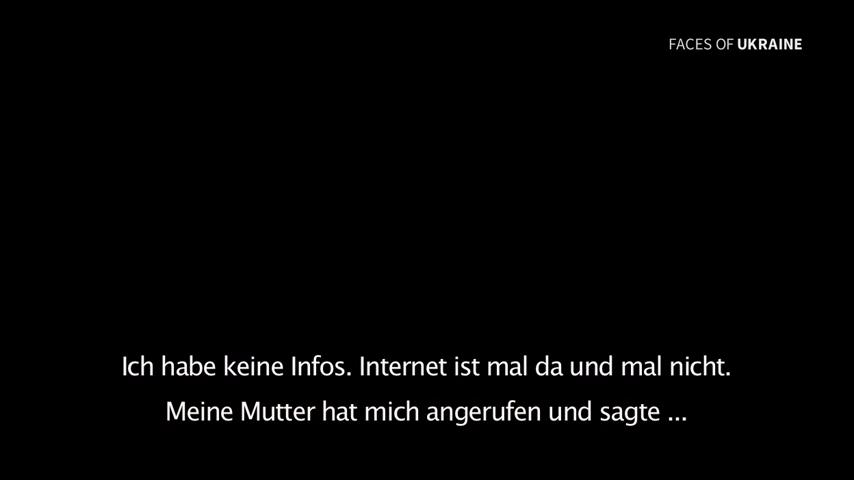 FACES OF UKRAINE
Ich habe keine Infos. Internet ist mal da und mal nicht.
Meine Mutter hat mich angerufen und sagte ...